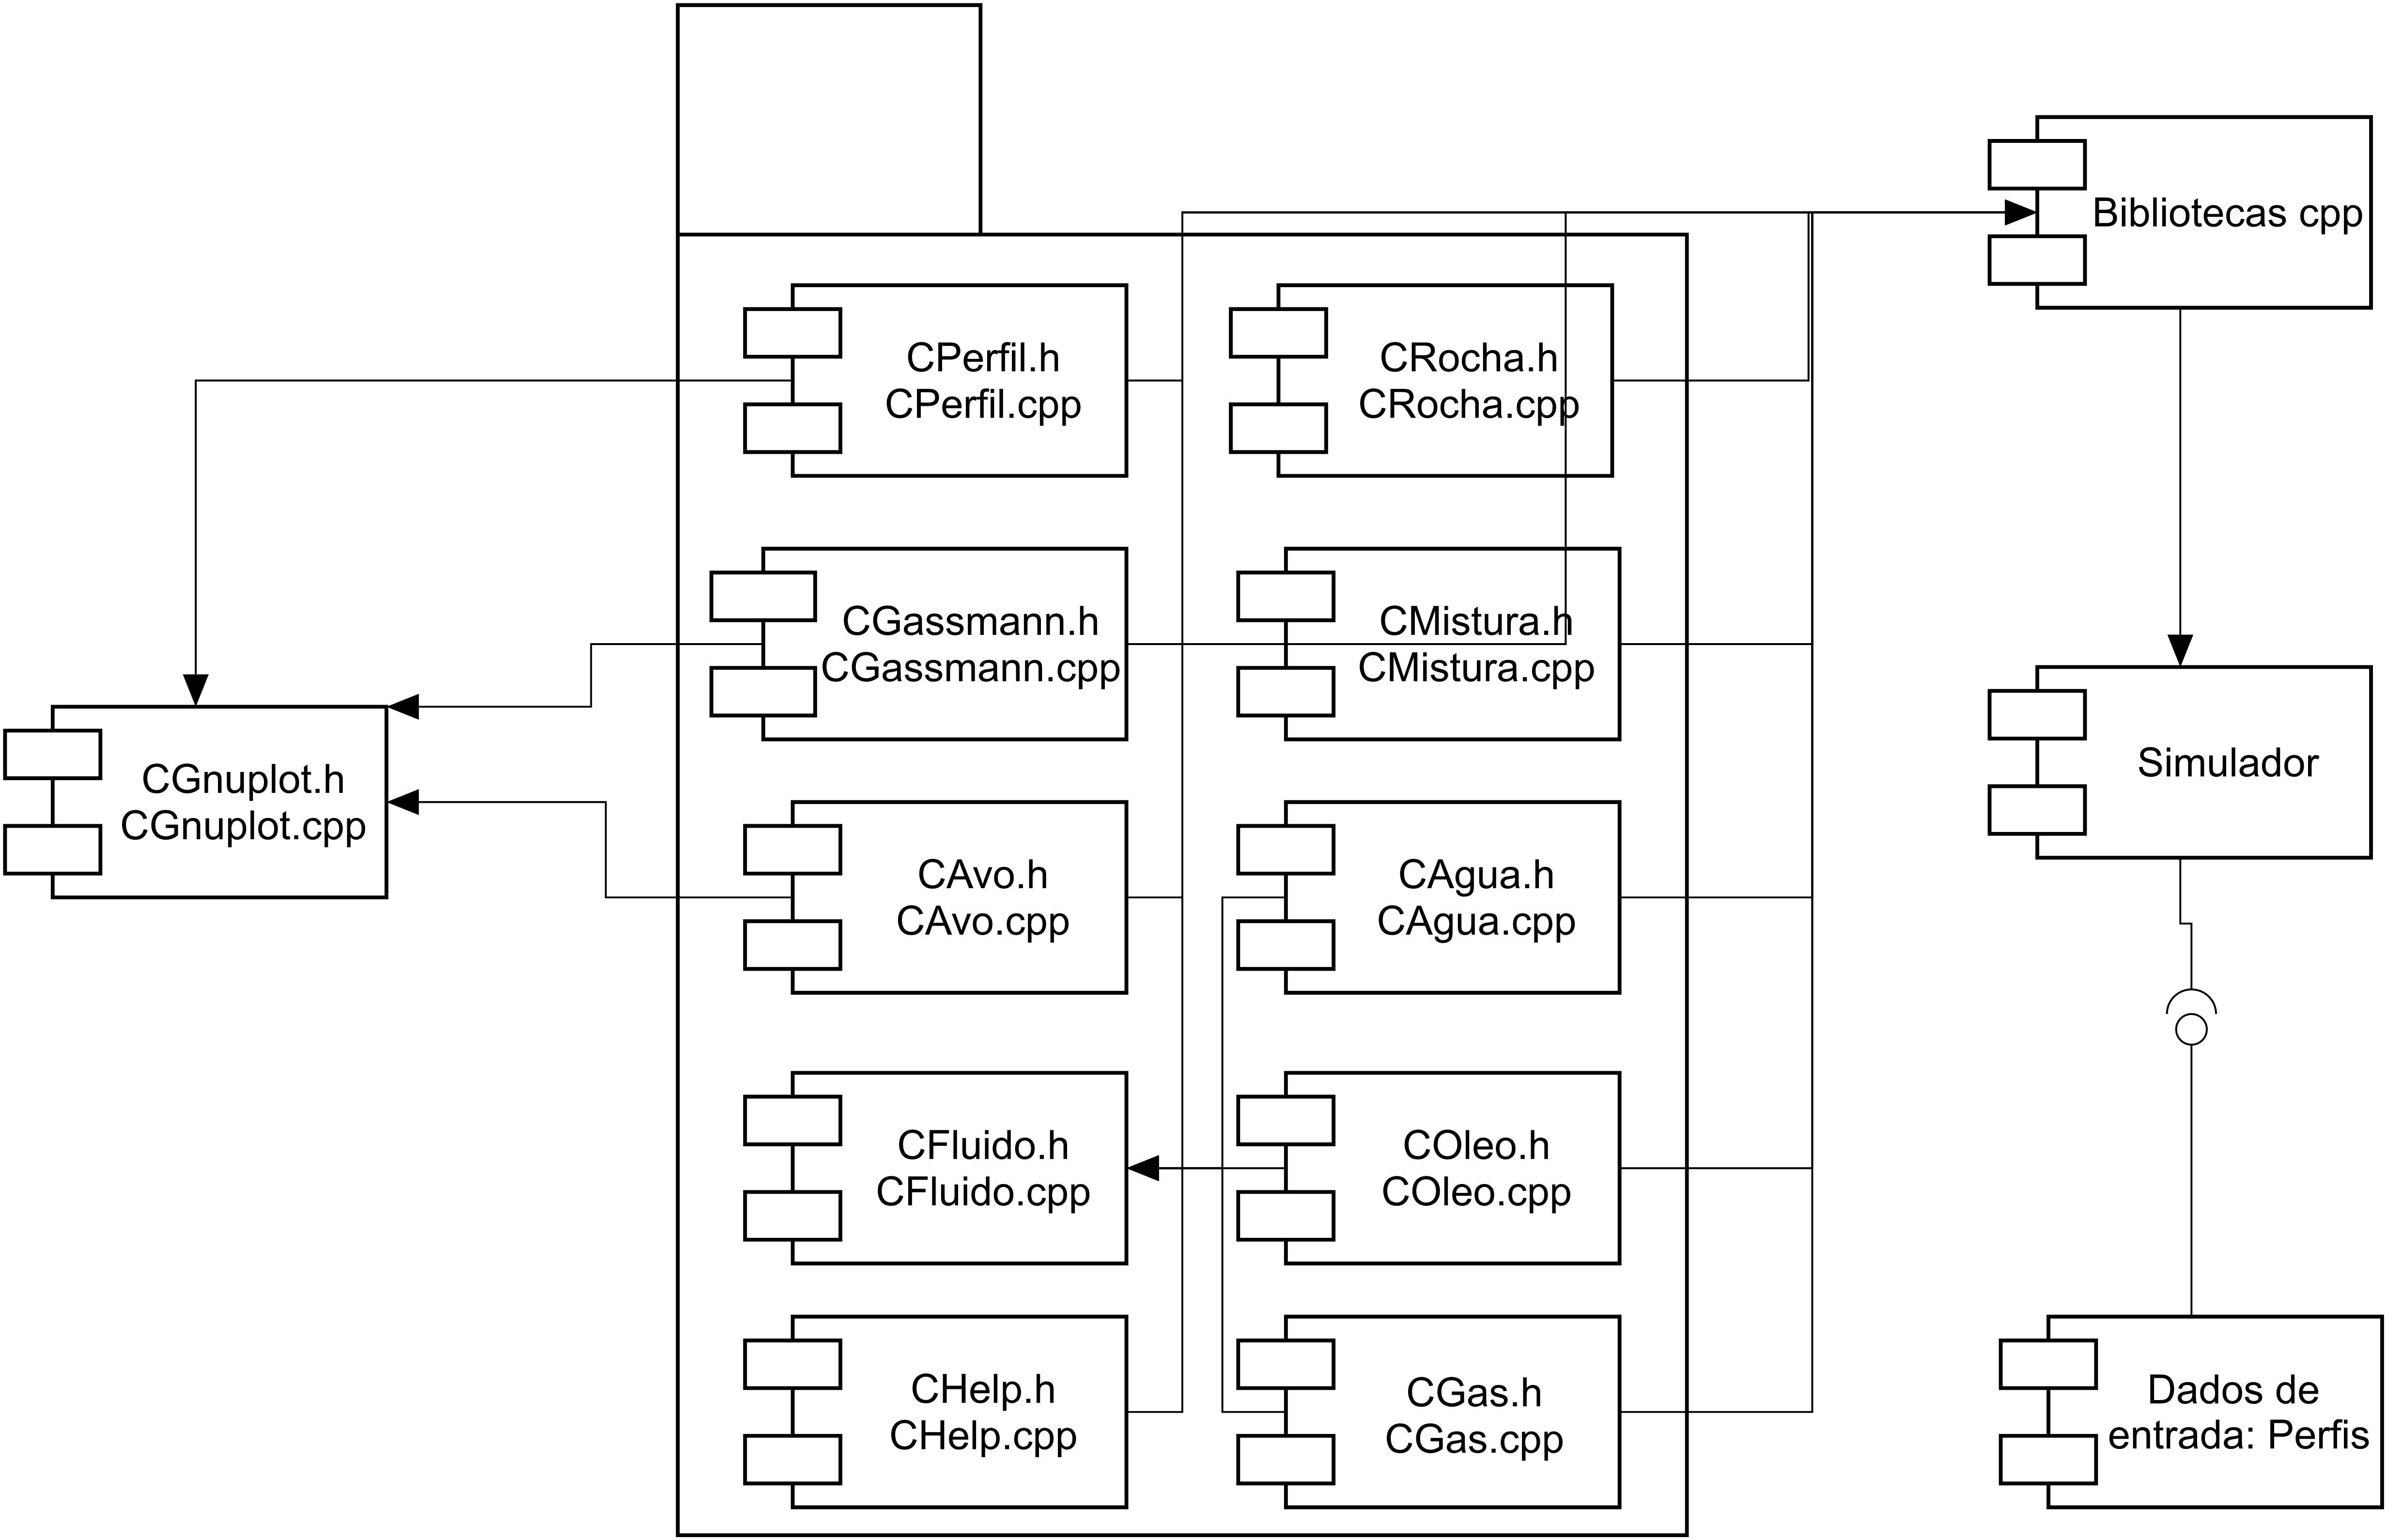 Bibliotecas cpp
CPerfil.h
CPerfil.cpp
CRocha.h
CRocha.cpp
CGassmann.h
CGassmann.cpp
CMistura.h
CMistura.cpp
CGnuplot.h
CGnuplot.cpp
Simulador
CAvo.h
CAvo.cpp
CAgua.h
CAgua.cpp
CFluido.h
CFluido.cpp
COleo.h
COleo.cpp
CHelp.h
CHelp.cpp
CGas.h
CGas.cpp
Dados de
entrada: Perfis